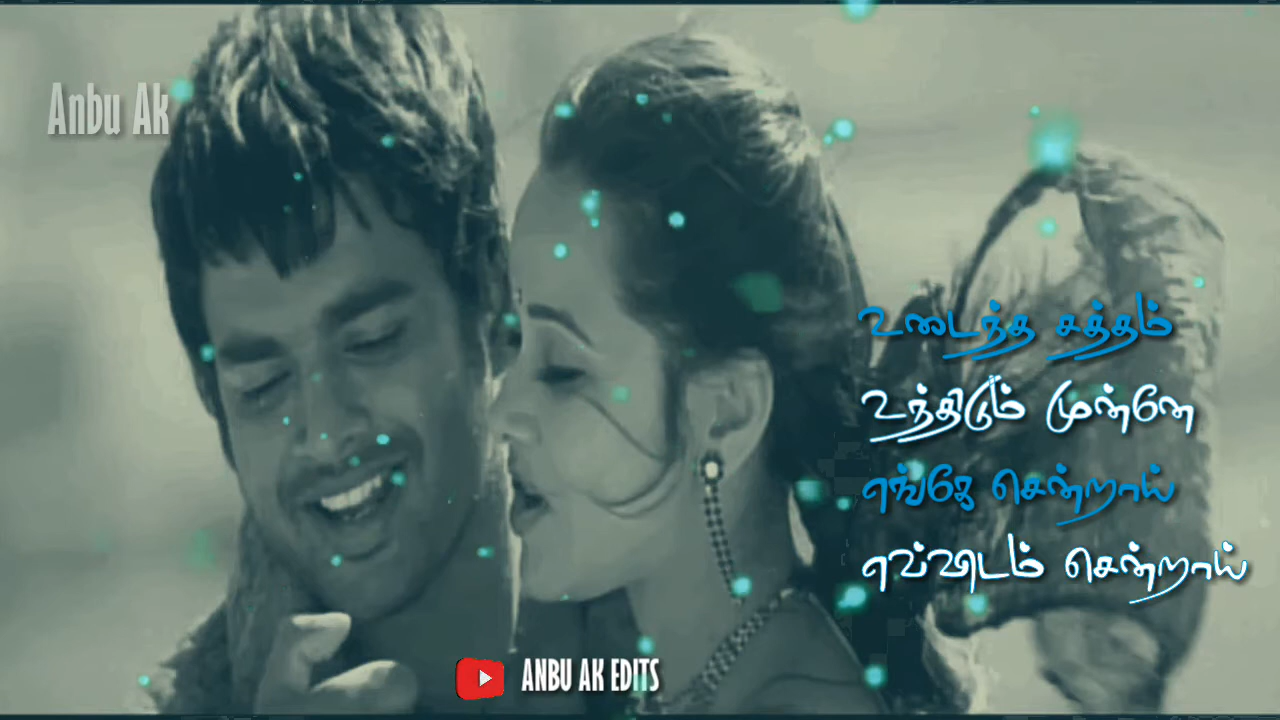 Anbu Ak
உடைந்த சத்தம்
உந்திடும் முன்னே
எங்கே சென்றாய்
எவ்விடம் சென்றாய்
ANBU AK EDITS